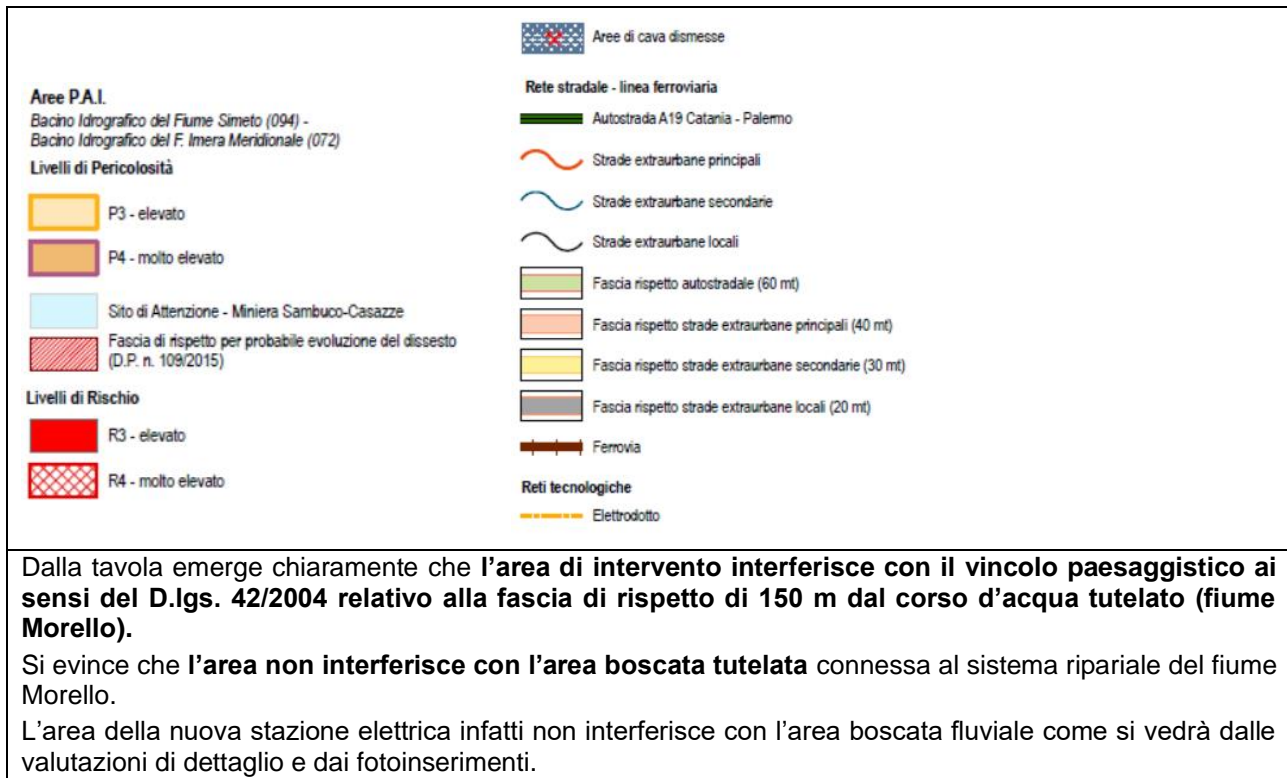 Aree P.A.I.
Bacino Idrografico del Fiume Simeto (094) -
Bacino Idrografico del F. Imera Meridionale (072)
Livelli di Pericolosità
P3 - elevato
P4 - molto elevato
Sito di Attenzione - Miniera Sambuco-Casazze
Fascia di rispetto per probabile evoluzione del dissesto
(D.P. n. 109/2015)
Livelli di Rischio
R3 - elevato
R4 - molto elevato
Aree di cava dismesse
Rete stradale - linea ferroviaria
Autostrada A19 Catania - Palermo
Strade extraurbane principali
Strade extraurbane secondarie
Strade extraurbane locali
Fascia rispetto autostradale (60 mt)
Fascia rispetto strade extraurbane principali (40 mt)
Fascia rispetto strade extraurbane secondarie (30 mt)
Fascia rispetto strade extraurbane locali (20 mt)
Ferrovia
Reti tecnologiche
Elettrodotto
Dalla tavola emerge chiaramente che l'area di intervento interferisce con il vincolo paesaggistico ai
sensi del D.lgs. 42/2004 relativo alla fascia di rispetto di 150 m dal corso d'acqua tutelato (fiume
Morello).
Si evince che l'area non interferisce con l'area boscata tutelata connessa al sistema ripariale del fiume
Morello.
L'area della nuova stazione elettrica infatti non interferisce con l'area boscata fluviale come si vedrà dalle
valutazioni di dettaglio e dai fotoinserimenti.